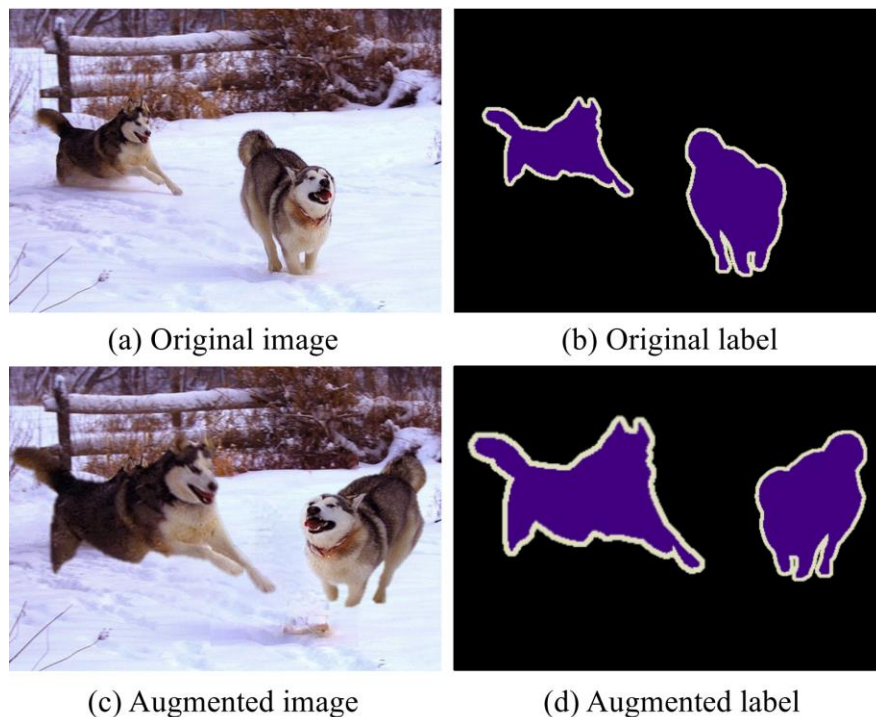 (a) Original image
(b) Original label
(c) Augmented image
(d) Augmented label